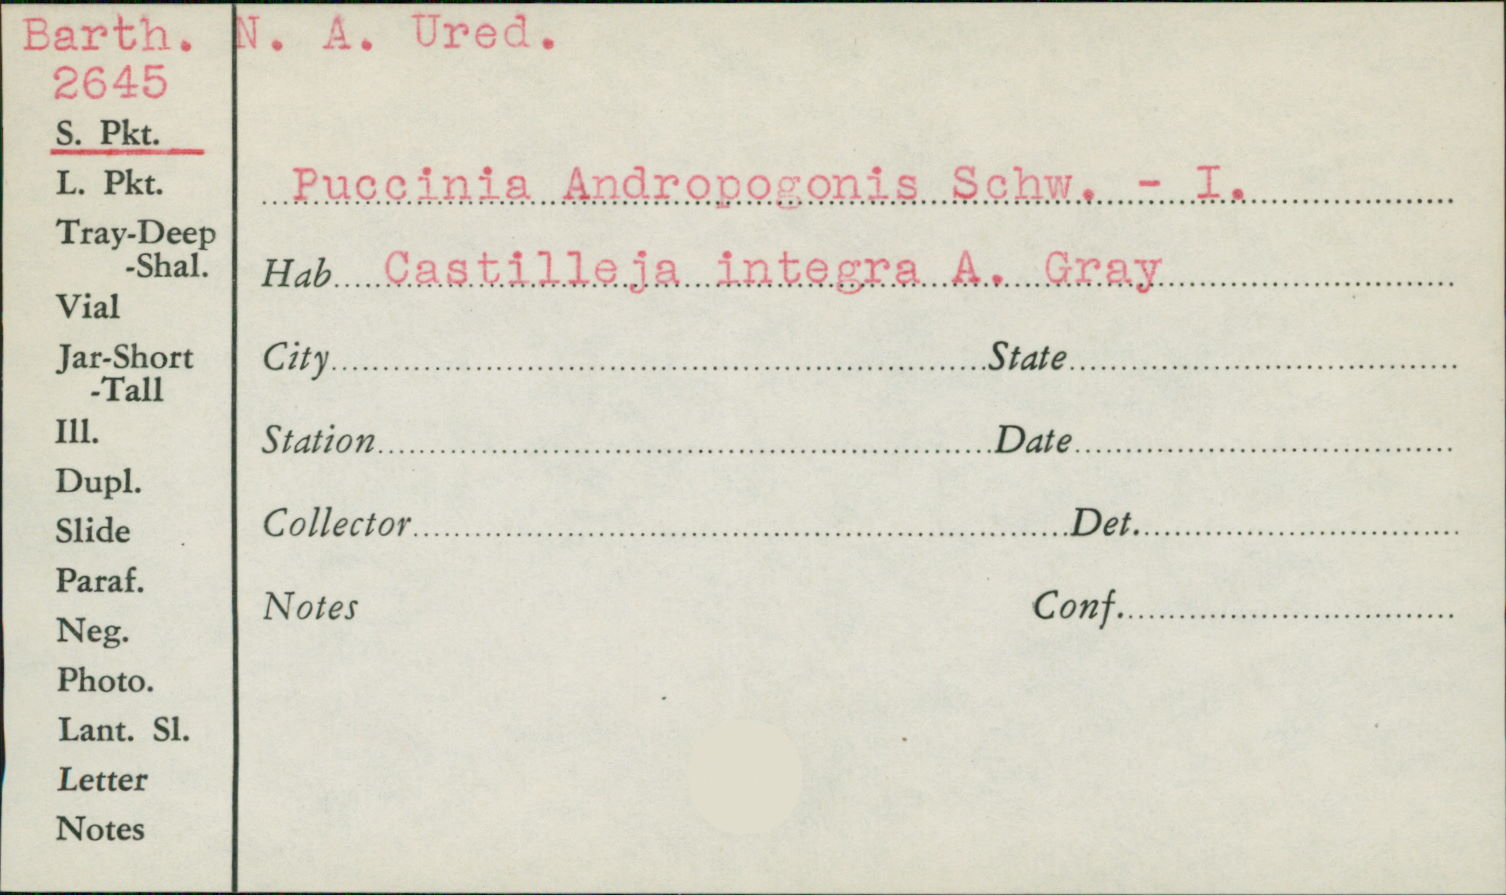 Barth. N. A. Ured.
2645
S. Pkt.
L. Pkt.
Tray-Deep
-Shal.
Vial
Jar-Short
-Tall
Ill.
Dupl.
Slide
Paraf.
Neg.
Photo.
Lant. Sl.
Letter
Notes
Puccinia Andropogonis Schw. - I.
Hab. Castilleja integra A. Gray
City State
Station Date
Collector Det.
Notes Conf.